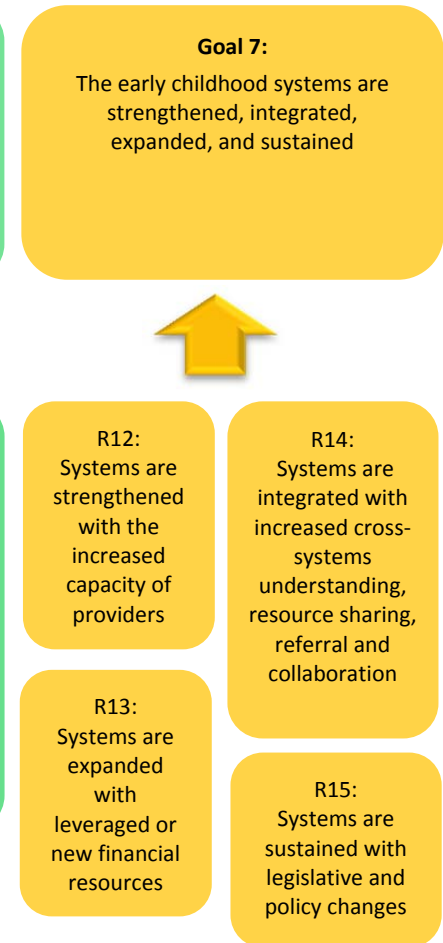 Goal 7:
The early childhood systems are
strengthened, integrated,
expanded, and sustained
R12:
Systems are
strengthened
with the
increased
capacity of
providers
R13:
Systems are
expanded
with
leveraged or
new financial
resources
R14:
Systems are
integrated with
increased cross-
systems
understanding,
resource sharing,
referral and
collaboration
R15:
Systems are
sustained with
legislative and
policy changes